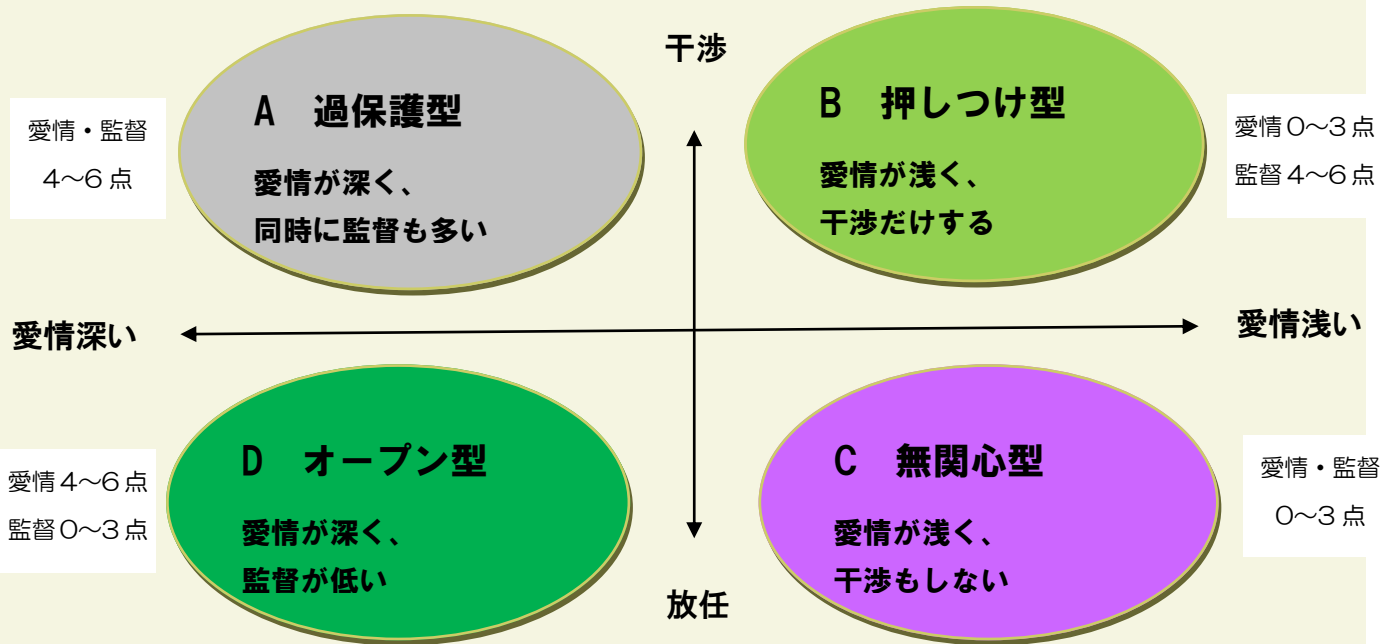 干渉
A　過保護型
愛情が深く、
同時に監督も多い
愛情・監督
4～6点
B　押しつけ型
愛情が浅く、
干渉だけする
愛情0～3点
監督4～6点
愛情深い
愛情浅い
D　オープン型
愛情が深く、
監督が低い
愛情4～6点
監督0～3点
C　無関心型
愛情が浅く、
干渉もしない
愛情・監督
0～3点
放任